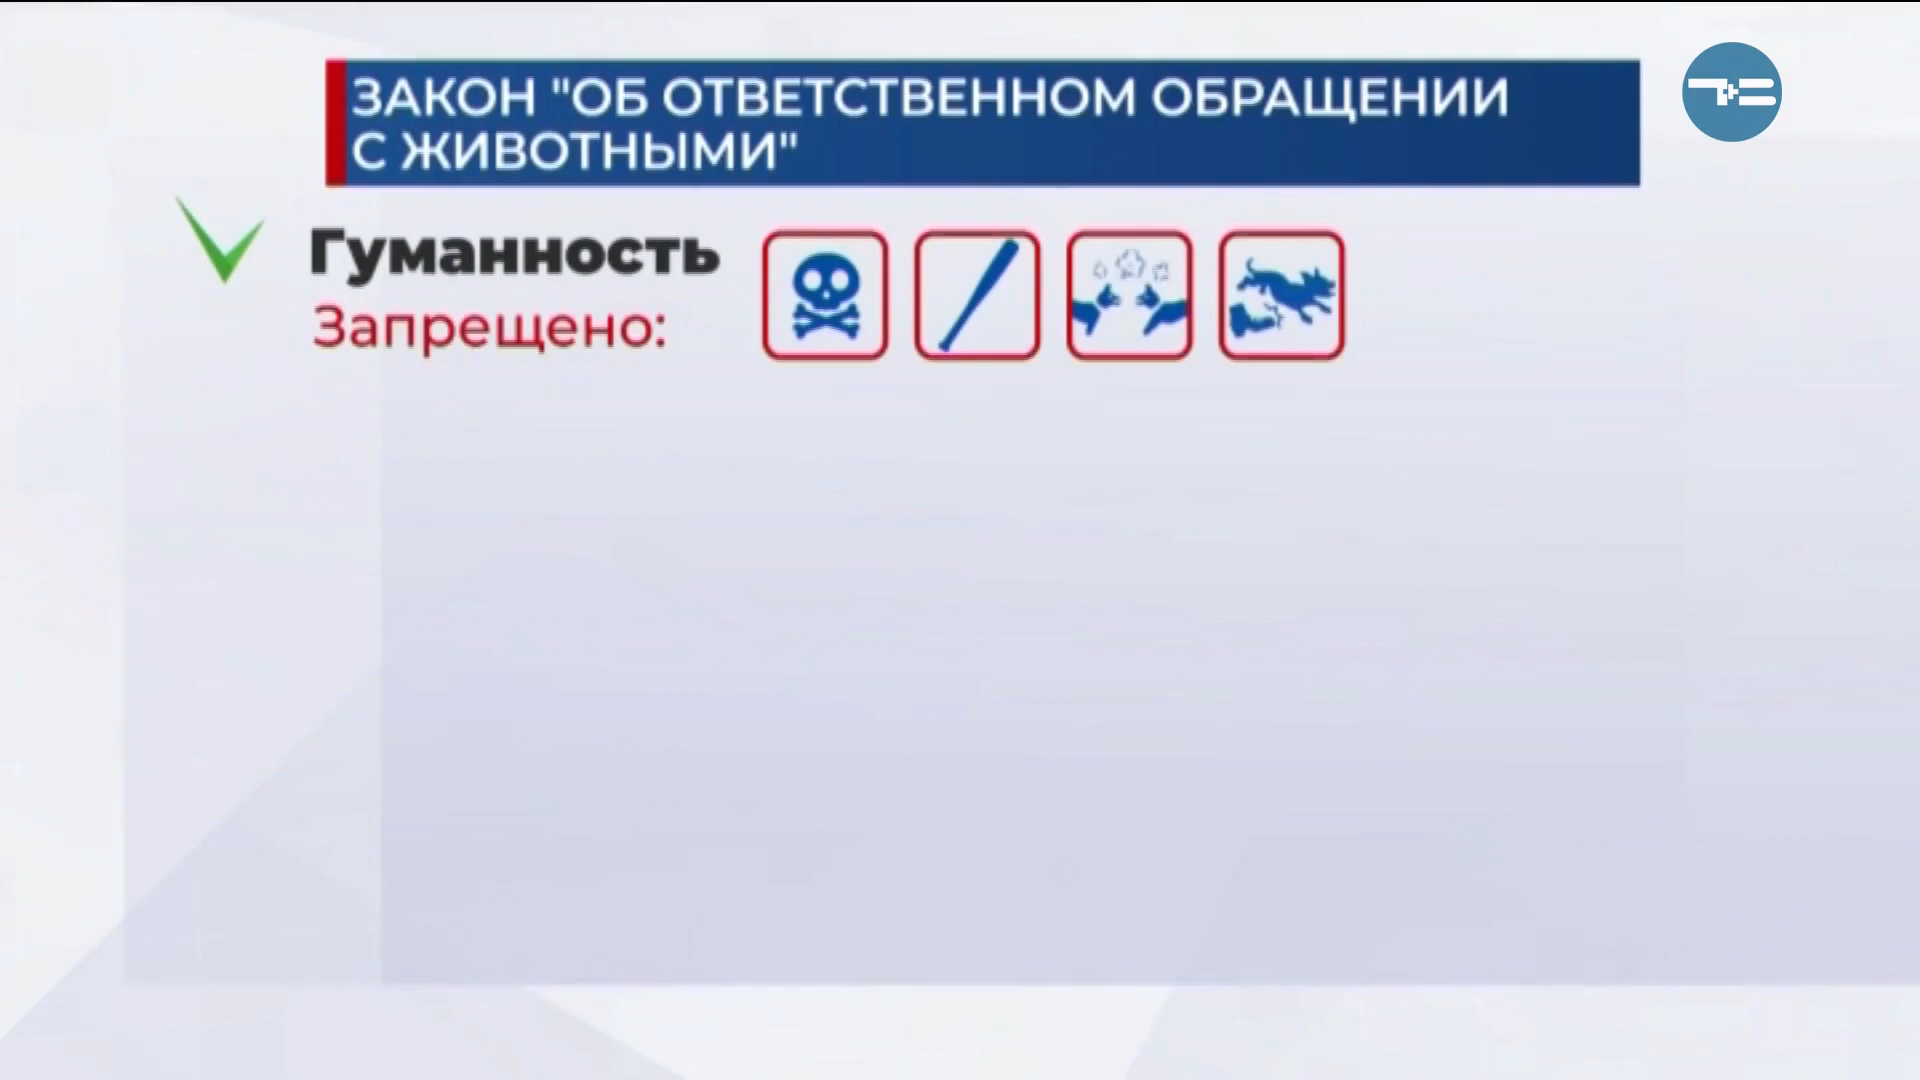 ЗАКОН "ОБ ОТВЕТСТВЕННОМ ОБРАЩЕНИИ
С ЖИВОТНЫМИ"
Гуманность
Запрещено: